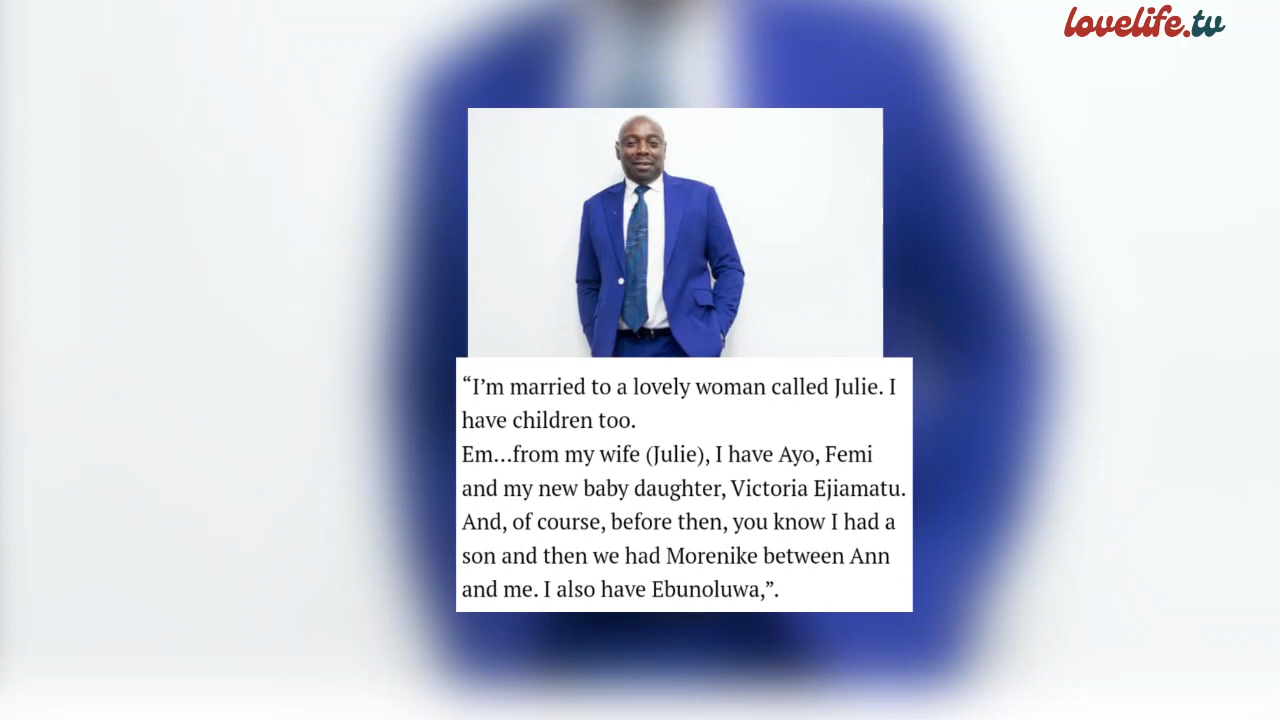 lovelife.tv
“I’m married to a lovely woman called Julie. I
have children too.
Em…from my wife (Julie), I have Ayo, Femi
and my new baby daughter, Victoria Ejiamatu.
And, of course, before then, you know I had a
son and then we had Morenike between Ann
and me. I also have Ebunoluwa,”.